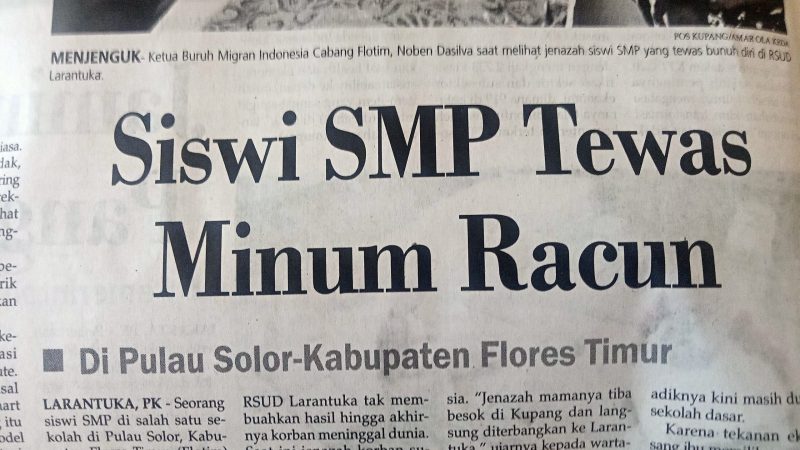 POS KUPANG/AMAR OLA KEDA
MENJENGUK- Ketua Buruh Migran Indonesia Cabang Flotim, Noben Dasilva saat melihat jenazah siswi SMP yang tewas bunuh diri di RSUD
Larantuka.
Siswi SMP Tewas
Minum Racun
■ Di Pulau Solor-Kabupaten Flores Timur
LARANTUKA, PK - Seorang
siswi SMP di salah satu se-
kolah di Pulau Solor, Kabu-
RSUD Larantuka tak mem-
buahkan hasil hingga akhir-
nya korban meninggal dunia.
sia. "Jenazah mamanya tiba
besok di Kupang dan lang-
sung diterbangkan ke Laran-
tuka," ujarnya kepada warta-
adiknya kini masih du
sekolah dasar.
Karena tekanan ek